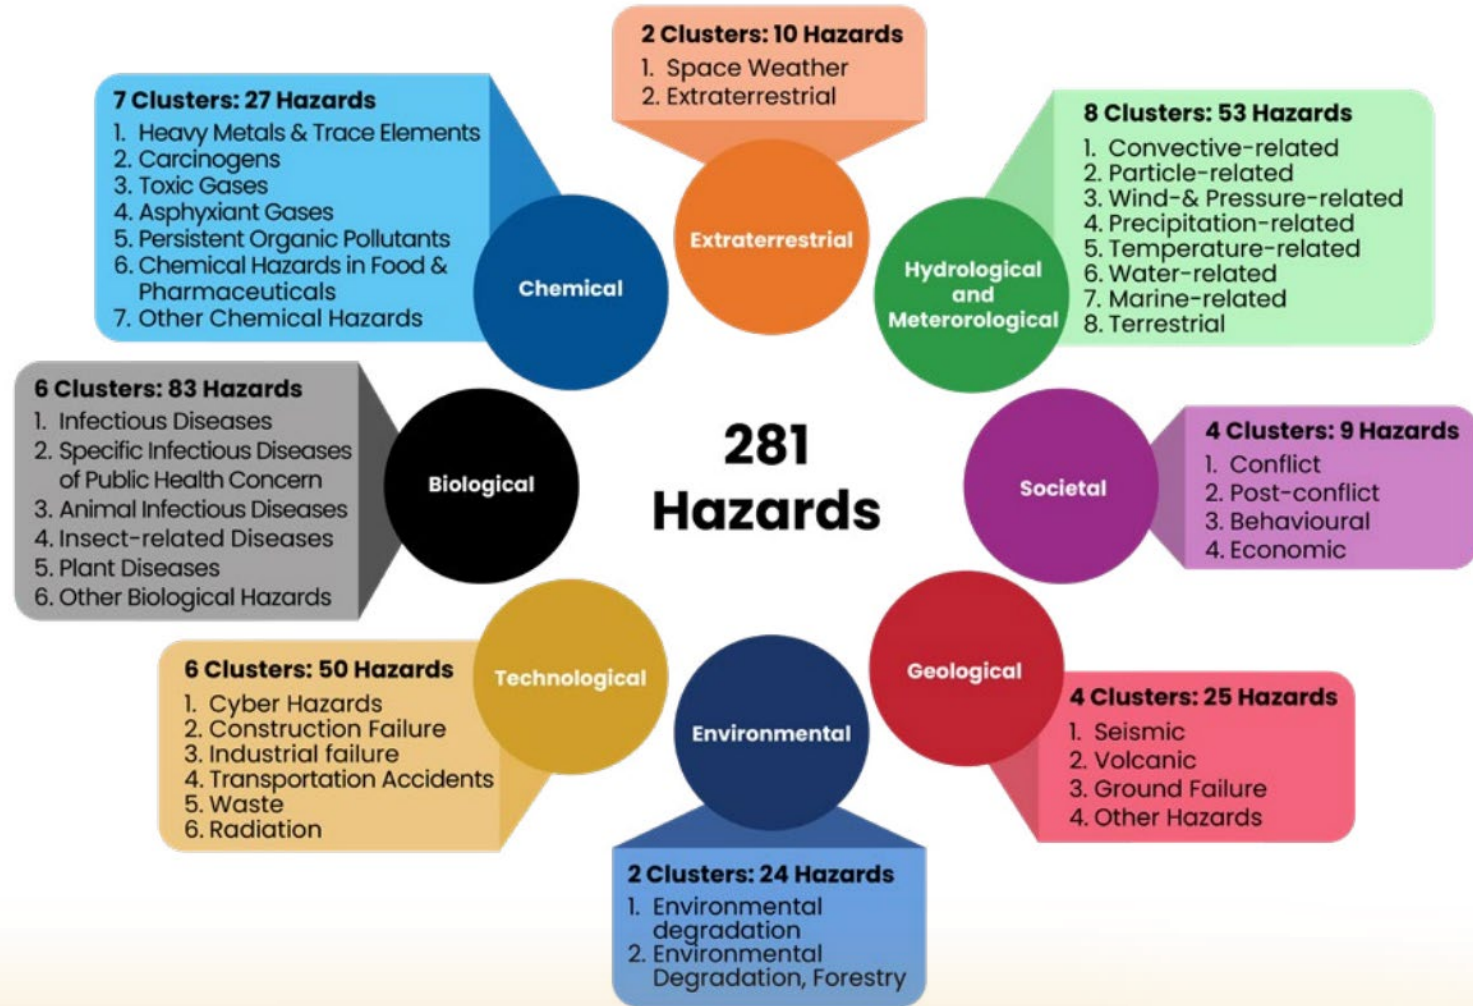 2 Clusters: 10 Hazards
1. Space Weather
2. Extraterrestrial
Extraterrestrial
8 Clusters: 53 Hazards
1. Convective-related
2. Particle-related
3. Wind-& Pressure-related
4. Precipitation-related
5. Temperature-related
6. Water-related
7. Marine-related
8. Terrestrial
Hydrological
and
Meterorological
4 Clusters: 9 Hazards
1. Conflict
2. Post-conflict
3. Behavioural
4. Economic
Societal
4 Clusters: 25 Hazards
1. Seismic
2. Volcanic
3. Ground Failure
4. Other Hazards
Geological
2 Clusters: 24 Hazards
1. Environmental
degradation
2. Environmental
Degradation, Forestry
Environmental
6 Clusters: 50 Hazards
1. Cyber Hazards
2. Construction Failure
3. Industrial failure
4. Transportation Accidents
5. Waste
6. Radiation
Technological
6 Clusters: 83 Hazards
1. Infectious Diseases
2. Specific Infectious Diseases
of Public Health Concern
3. Animal Infectious Diseases
4. Insect-related Diseases
5. Plant Diseases
6. Other Biological Hazards
Biological
7 Clusters: 27 Hazards
1. Heavy Metals & Trace Elements
2. Carcinogens
3. Toxic Gases
4. Asphyxiant Gases
5. Persistent Organic Pollutants
6. Chemical Hazards in Food &
Pharmaceuticals
7. Other Chemical Hazards
Chemical
281
Hazards